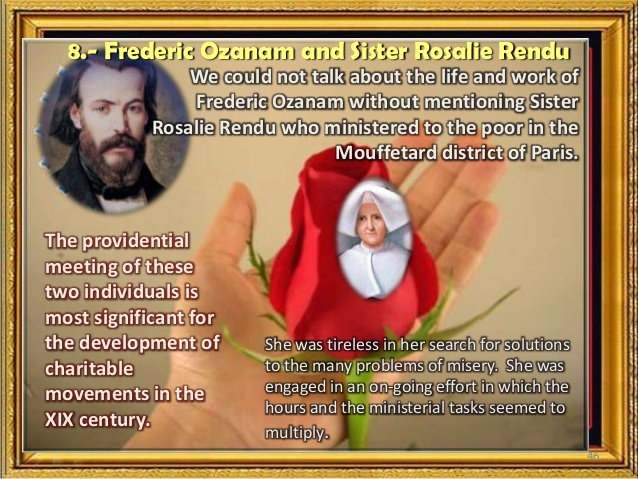 8.- Frederic Ozanam and Sister Rosalie Rendu
We could not talk about the life and work of
Frederic Ozanam without mentioning Sister
Rosalie Rendu who ministered to the poor in the
Mouffetard district of Paris.
The providential
meeting of these
two individuals is
most significant for
the development of
charitable
movements in the
XIX century.
She was tireless in her search for solutions
to the many problems of misery. She was
engaged in an on-going effort in which the
hours and the ministerial tasks seemed to
multiply.
46